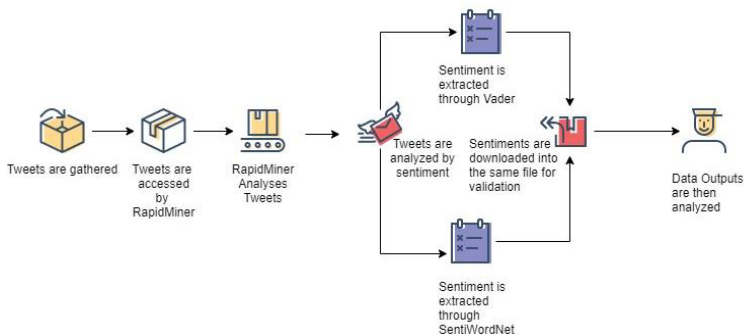 Tweets are gathered
Tweets are
accessed
by
RapidMiner
RapidMiner
Analyses
Tweets
Tweets are
analyzed by
sentiment
Sentiment is
extracted
through Vader
Sentiment is
extracted
through
SentiWordNet
Sentiments are
downloaded into
the same file for
validation
Data Outputs
are then
analyzed